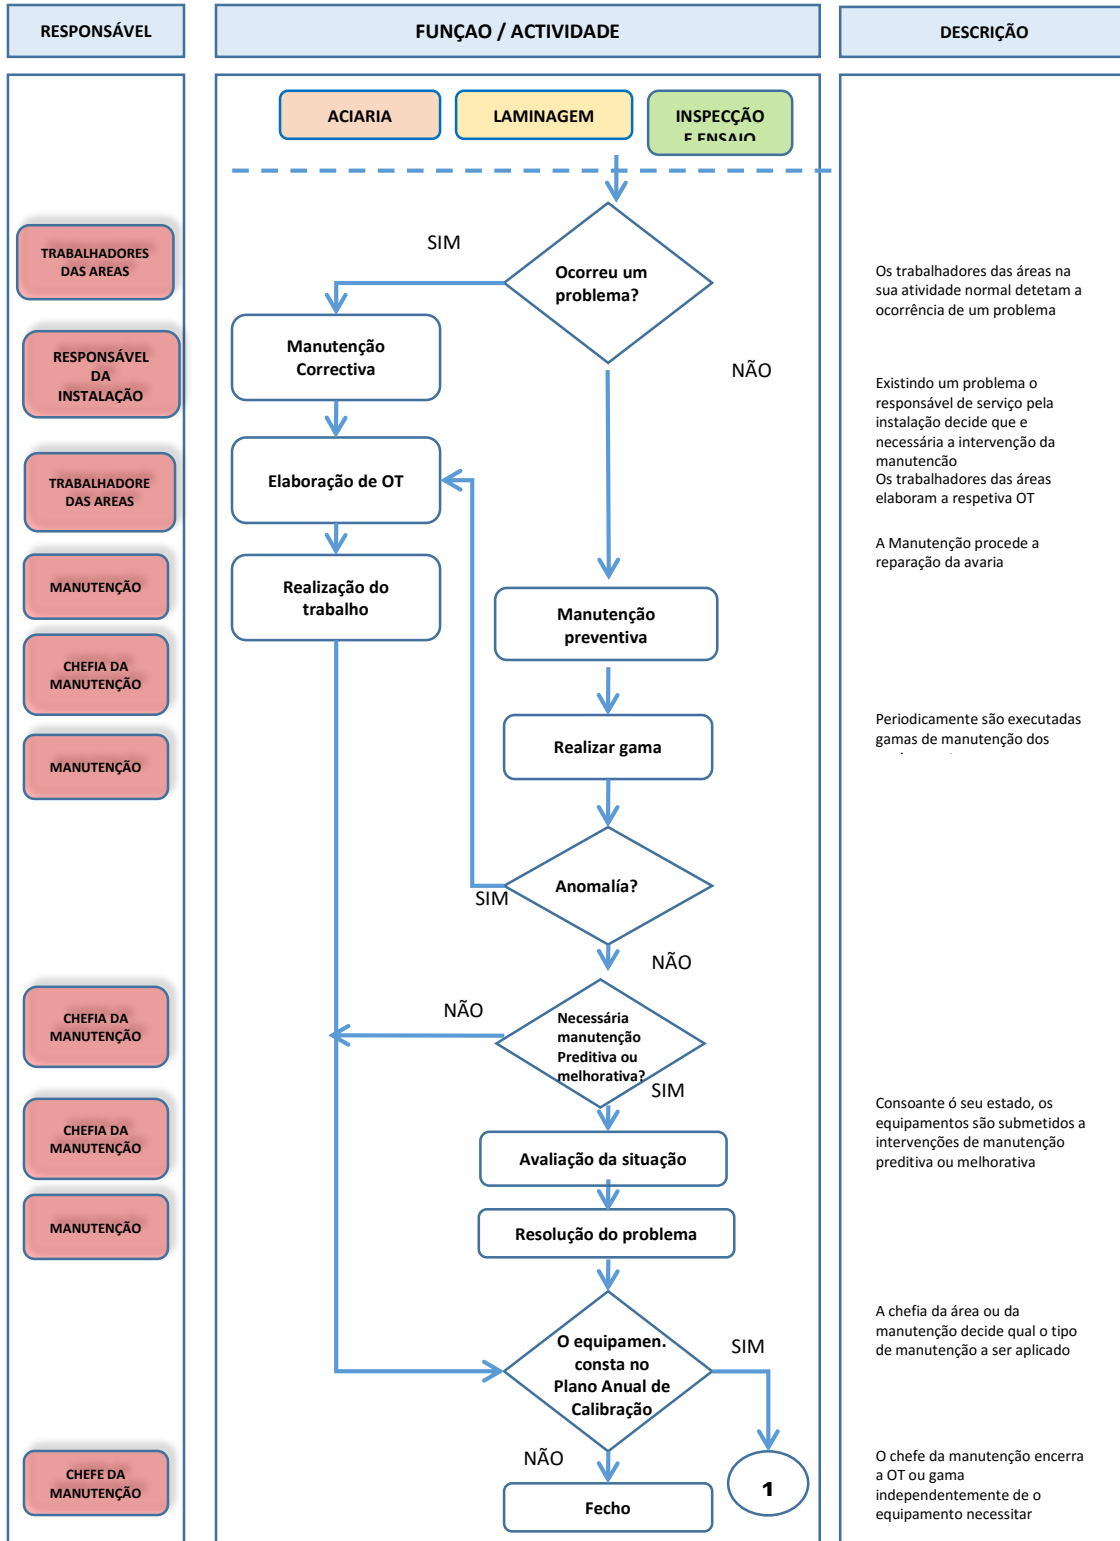 RESPONSÁVEL
FUNÇAO / ACTIVIDADE
DESCRIÇÃO
ACIARIA
LAMINAGEM
INSPECÇÃO
E ENSAIO
TRABALHADORES
DAS AREAS
SIM
Ocorreu um
problema?
Os trabalhadores das áreas na
sua atividade normal detetam a
ocorrência de um problema
RESPONSÁVEL
DA
INSTALAÇÃO
Manutenção
Correctiva
NÃO
Existindo um problema o
responsável de serviço pela
instalação decide que e
necessária a intervenção da
manutencão
TRABALHADORE
DAS AREAS
Elaboração de OT
Os trabalhadores das áreas
elaboram a respetiva OT
MANUTENÇÃO
Realização do
trabalho
A Manutenção procede a
reparação da avaria
Manutenção
preventiva
CHEFIA DA
MANUTENÇÃO
MANUTENÇÃO
Realizar gama
Periodicamente são executadas
gamas de manutenção dos
Anomalía?
SIM
NÃO
CHEFIA DA
MANUTENÇÃO
NÃO
Necessária
manutenção
Preditiva ou
melhorativa?
SIM
CHEFIA DA
MANUTENÇÃO
Avaliação da situação
Consoante ó seu estado, os
equipamentos são submetidos a
intervenções de manutenção
preditiva ou melhorativa
MANUTENÇÃO
Resolução do problema
O equipamen.
consta no
Plano Anual de
Calibração
SIM
A chefia da área ou da
manutenção decide qual o tipo
de manutenção a ser aplicado
NÃO
1
CHEFE DA
MANUTENÇÃO
Fecho
O chefe da manutenção encerra
a OT ou gama
independentemente de o
equipamento necessitar